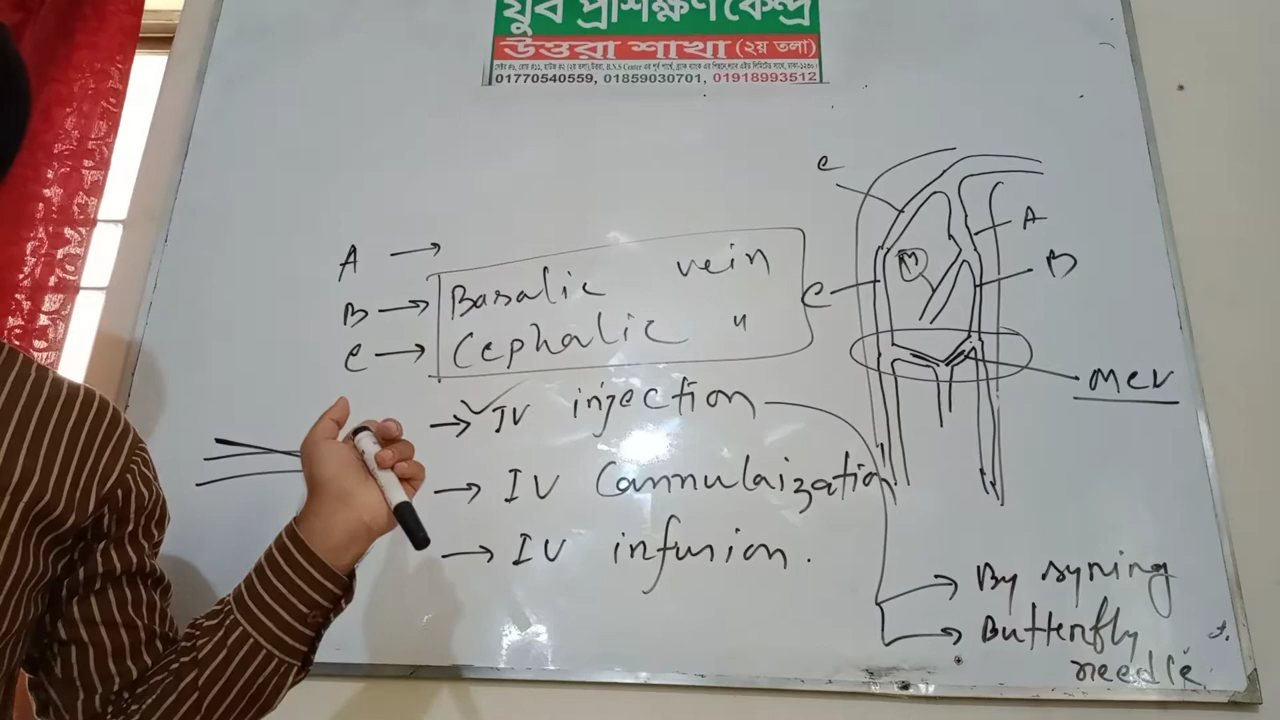 যুব প্রশিক্ষণ কেন্দ্র
উত্তরা শাখা (২য় তলা)
01770540559, 01859030701, 01918993512
A →
B → Basalic vein
C → Cephalic "
→ IV injection
→ IV Cannulaization
→ IV infusion.
C
A
M
B
C
MCV
→ By syring
→ Butterfly
needle